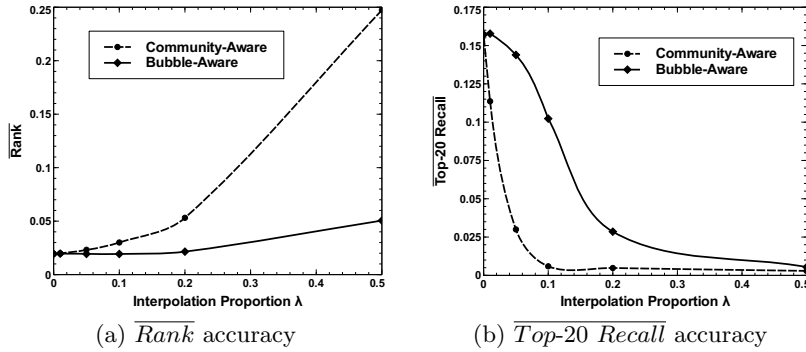 0.25
0.2
0.15
0.1
0.05
0
Rank
Community-Aware
Bubble-Aware
0 0.1 0.2 0.3 0.4 0.5
Interpolation Proportion λ
(a) Rank accuracy
0.175
0.15
0.125
0.1
0.075
0.05
0.025
0
Top-20 Recall
Community-Aware
Bubble-Aware
0 0.1 0.2 0.3 0.4 0.5
Interpolation Proportion λ
(b) Top-20 Recall accuracy